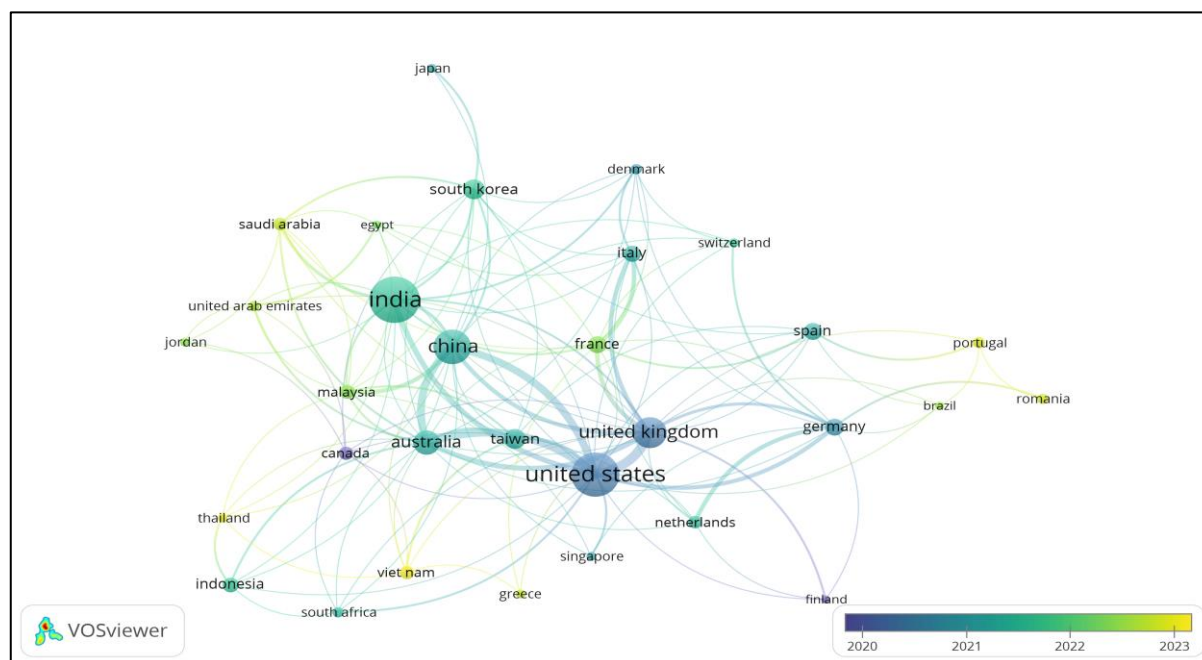 japan
denmark
south korea
saudi arabia
egypt
switzerland
italy
india
united arab emirates
spain
jordan
china
france
portugal
malaysia
brazil
romania
united kingdom
germany
australia
taiwan
canada
united states
thailand
netherlands
singapore
viet nam
indonesia
greece
finland
south africa
VOSviewer
2020 2021 2022 2023